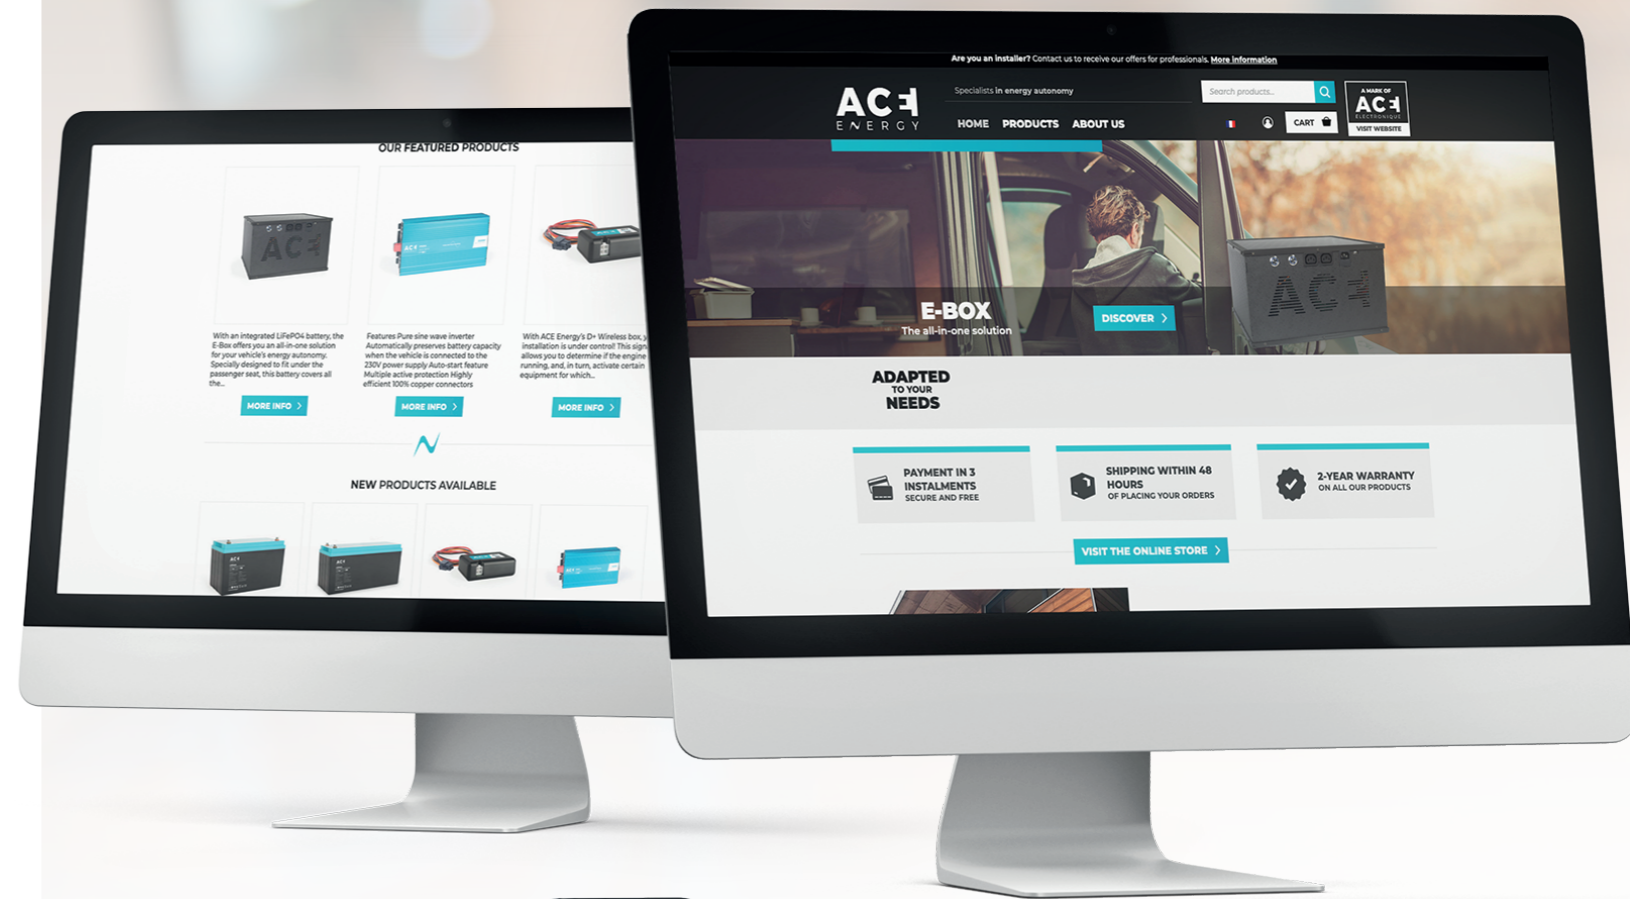 OUR FEATURED PRODUCTS
ACE
With an integrated LiFePO4 battery, the
E-Box offers you an all-in-one solution
for your vehicle's energy autonomy.
Specially designed to fit under the
passenger seat, this battery covers all
the...
MORE INFO
ACE
Features Pure sine wave inverter
Automatically preserves battery capacity
when the vehicle is connected to the
230V power supply Auto-start feature
Multiple active protection Highly
efficient 100% copper connectors
MORE INFO
With ACE Energy's D+ Wireless box, y
installation is under control! This sign
allows you to determine if the engine
running, and, in turn, activate certain
equipment for which...
MORE INFO
NEW PRODUCTS AVAILABLE
ACE
ACE
ACE
Are you an installer? Contact us to receive our offers for professionals. More information
ACE
ENERGY
Specialists in energy autonomy
Search products...
HOME PRODUCTS ABOUT US
CART
A MARK OF
ACE
ELECTRONIQUE
VISIT WEBSITE
E-BOX
The all-in-one solution
DISCOVER
ACE
ADAPTED
TO YOUR
NEEDS
PAYMENT IN 3
INSTALMENTS
SECURE AND FREE
SHIPPING WITHIN 48
HOURS
OF PLACING YOUR ORDERS
2-YEAR WARRANTY
ON ALL OUR PRODUCTS
VISIT THE ONLINE STORE